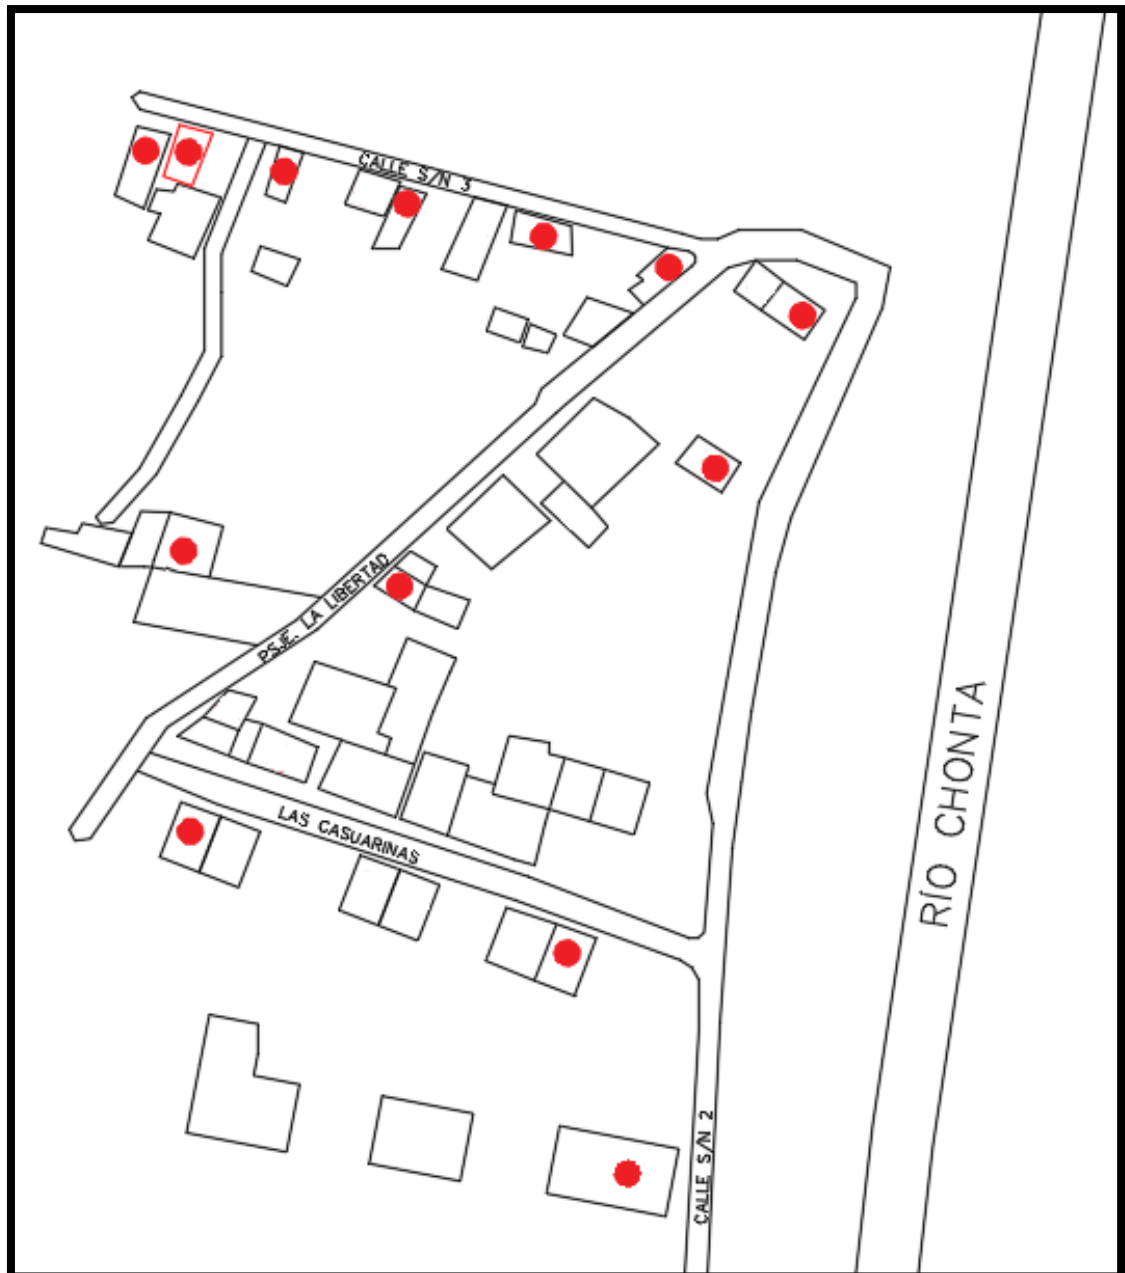 CALLE S/N 3
PSJE. LA LIBERTAD
RÍO CHONTA
LAS CASUARINAS
CALLE S/N 2